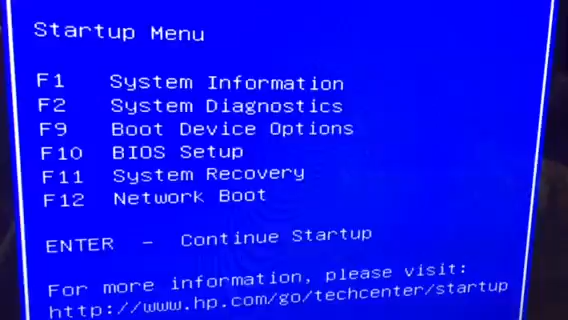 Startup Menu
F1 System Information
F2 System Diagnostics
F9 Boot Device Options
F10 BIOS Setup
F11 System Recovery
F12 Network Boot
ENTER - Continue Startup
For more information, please visit:
http://www.hp.com/go/techcenter/startup